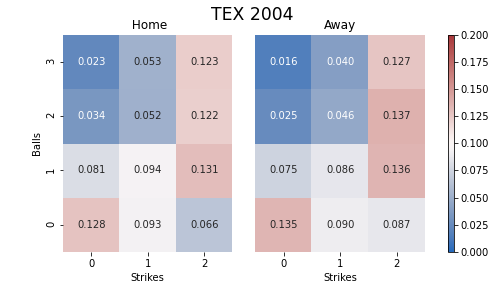 TEX 2004
Home Away
3 0.023 0.053 0.123 0.016 0.040 0.127
2 0.034 0.052 0.122 0.025 0.046 0.137
1 0.081 0.094 0.131 0.075 0.086 0.136
0 0.128 0.093 0.066 0.135 0.090 0.087
0 1 2 0 1 2
Strikes Strikes
Balls
0.200
0.175
0.150
0.125
0.100
0.075
0.050
0.025
0.000